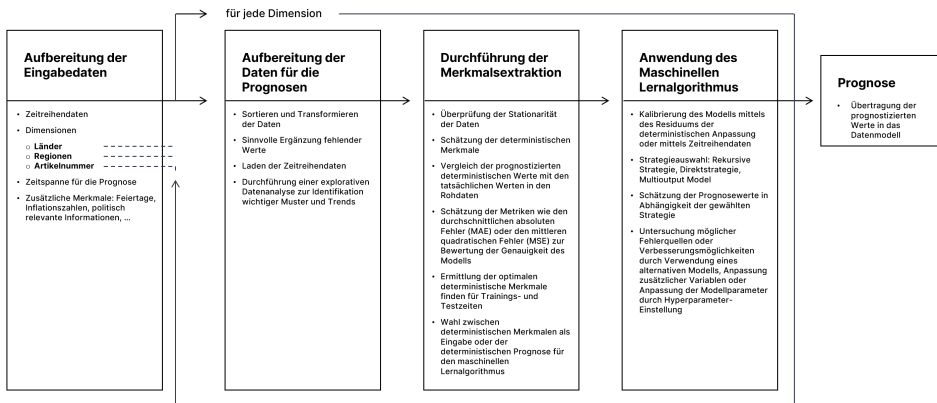 für jede Dimension
Aufbereitung der
Eingabedaten
• Zeitreihendaten
• Dimensionen
○ Länder
○ Regionen
○ Artikelnummer
• Zeitspanne für die Prognose
• Zusätzliche Merkmale: Feiertage,
Inflationszahlen, politisch
relevante Informationen, ...
Aufbereitung der
Daten für die
Prognosen
• Sortieren und Transformieren
der Daten
• Sinnvolle Ergänzung fehlender
Werte
• Laden der Zeitreihendaten
• Durchführung einer explorativen
Datenanalyse zur Identifikation
wichtiger Muster und Trends
Durchführung der
Merkmalsextraktion
• Überprüfung der Stationarität
der Daten
• Schätzung der deterministischen
Merkmale
• Vergleich der prognostizierten
deterministischen Werte mit den
tatsächlichen Werten in den
Rohdaten
• Schätzung der Metriken wie den
durchschnittlichen absoluten
Fehler (MAE) oder den mittleren
quadratischen Fehler (MSE) zur
Bewertung der Genauigkeit des
Modells
• Ermittlung der optimalen
deterministische Merkmale
finden für Trainings- und
Testzeiten
• Wahl zwischen
deterministischen Merkmalen als
Eingabe oder der
deterministischen Prognose für
den maschinellen
Lernalgorithmus
Anwendung des
Maschinellen
Lernalgorithmus
• Kalibrierung des Modells mittels
des Residuums der
deterministischen Anpassung
oder mittels Zeitreihendaten
• Strategieauswahl: Rekursive
Strategie, Direktstrategie,
Multioutput Model
• Schätzung der Prognosewerte in
Abhängigkeit der gewählten
Strategie
• Untersuchung möglicher
Fehlerquellen oder
Verbesserungsmöglichkeiten
durch Verwendung eines
alternativen Modells, Anpassung
zusätzlicher Variablen oder
Anpassung der Modellparameter
durch Hyperparameter-
Einstellung
Prognose
• Übertragung der
prognostizierten
Werte in das
Datenmodell